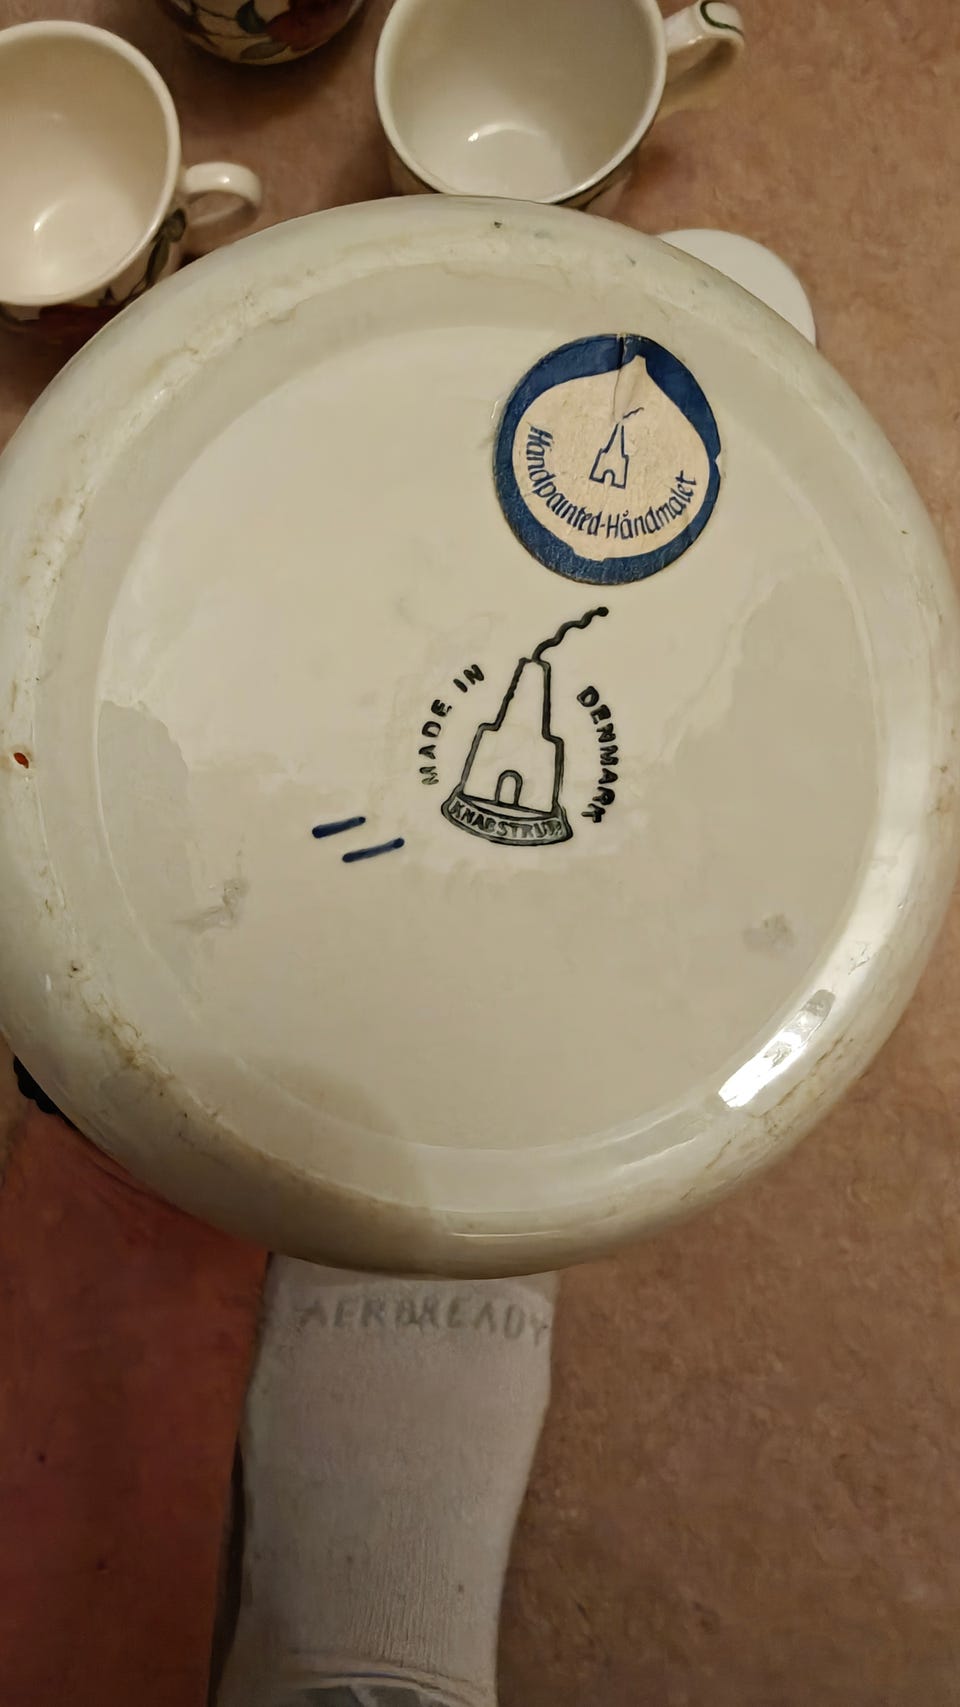 Handpainted-Håndmalet
MADE IN DENMARK
KNABSTRUP
AEROREADY